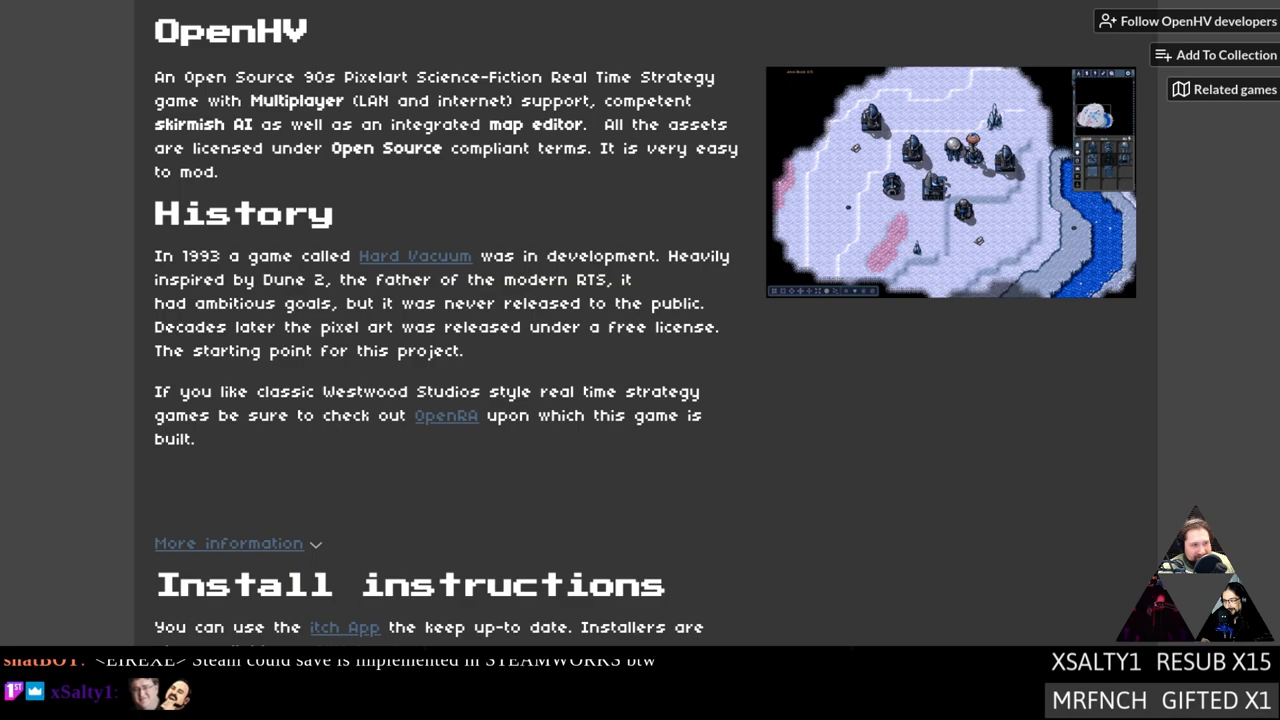 OpenHV
Follow OpenHV developers
Add To Collection
Related games
An Open Source 90s Pixelart Science-Fiction Real Time Strategy
game with Multiplayer (LAN and internet) support, competent
skirmish AI as well as an integrated map editor. All the assets
are licensed under Open Source compliant terms. It is very easy
to mod.
History
In 1993 a game called Hard Vacuum was in development. Heavily
inspired by Dune 2, the father of the modern RTS, it
had ambitious goals, but it was never released to the public.
Decades later the pixel art was released under a free license.
The starting point for this project.
If you like classic Westwood Studios style real time strategy
games be sure to check out OpenRA upon which this game is
built.
More information
Install instructions
You can use the itch App the keep up-to date. Installers are
shatBOT: <EIREXE> Steam could save is implemented in STEAMWORKS btw
1ST xSalty1:
XSALTY1 RESUB X15
MRFNCH GIFTED X1